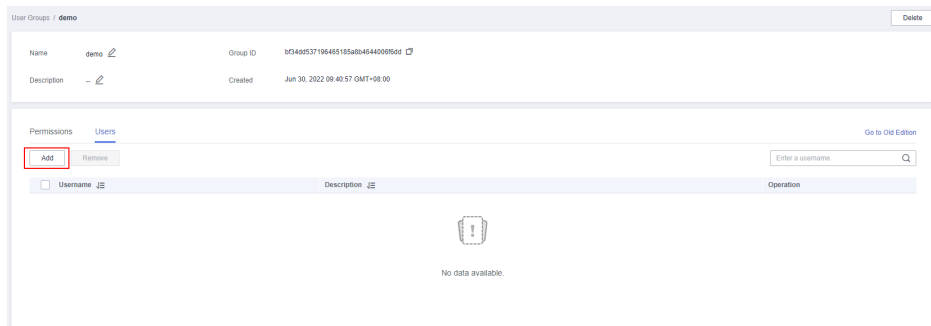 User Groups / demo
Delete
Name demo Group ID bf34dd537196465185a8b4644006f6dd
Description – Created Jun 30, 2022 09:40:57 GMT+08:00
Permissions Users Go to Old Edition
Add Remove Enter a username.
Username Description Operation
No data available.